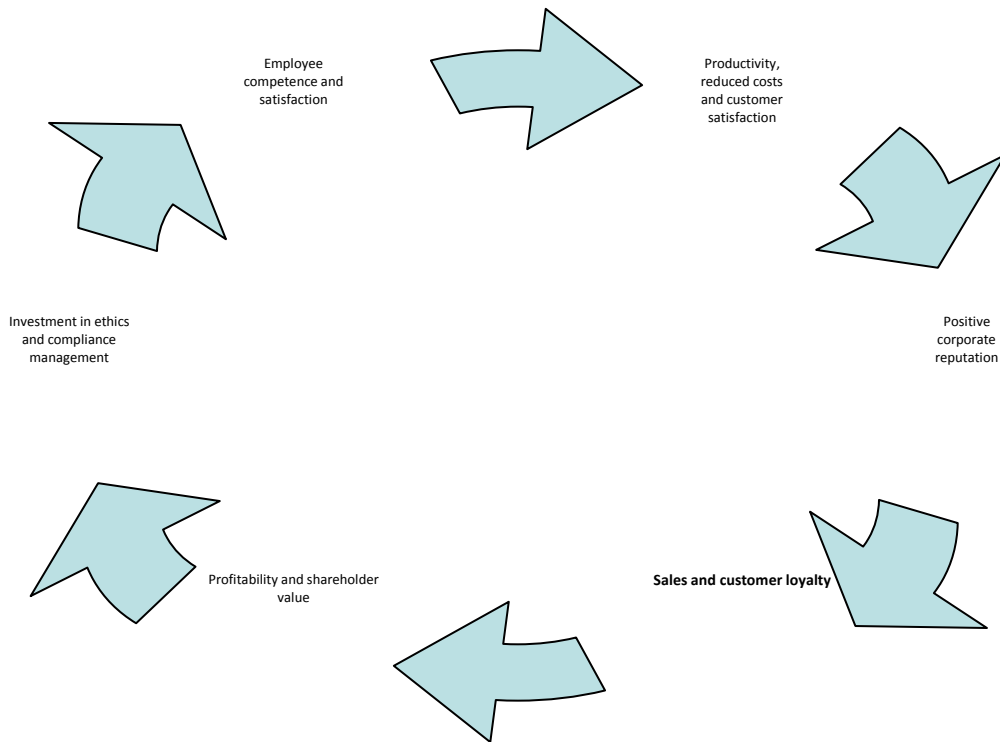 Employee
competence and
satisfaction
Productivity,
reduced costs
and customer
satisfaction
Positive
corporate
reputation
Sales and customer loyalty
Profitability and shareholder
value
Investment in ethics
and compliance
management